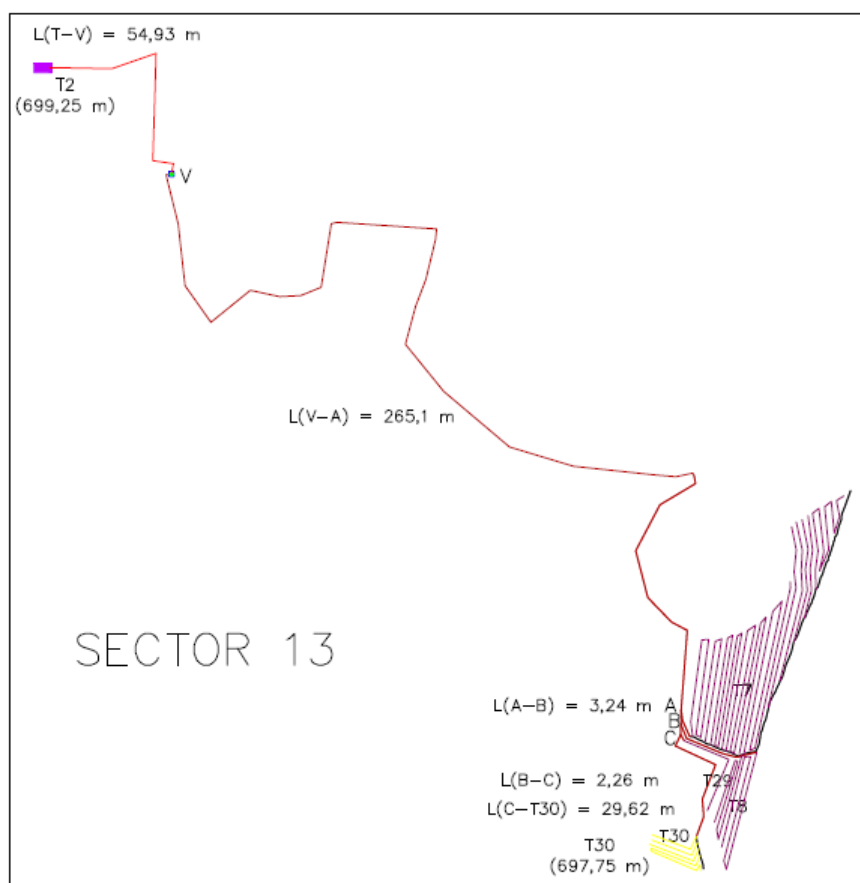 L(T-V) = 54,93 m
T2
(699,25 m)
V
L(V-A) = 265,1 m
SECTOR 13
T7
L(A-B) = 3,24 m A
B
C
L(B-C) = 2,26 m
T29
L(C-T30) = 29,62 m
T8
T30
T30
(697,75 m)